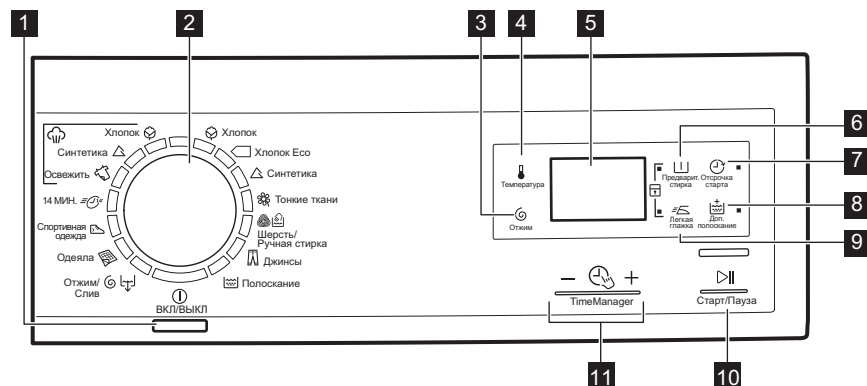 1
2
3
4
5
6
7
8
9
10
11
Хлопок
Синтетика
Освежить
14 МИН.
Спортивная
одежда
Одеяла
Отжим/
Слив
ВКЛ/ВЫКЛ
Хлопок
Хлопок Eco
Синтетика
Тонкие ткани
Шерсть/
Ручная стирка
Джинсы
Полоскание
Температура
Отжим
Предварит.
стирка
Отсрочка
старта
Легкая
глажка
Доп.
полоскание
TimeManager
Старт/Пауза